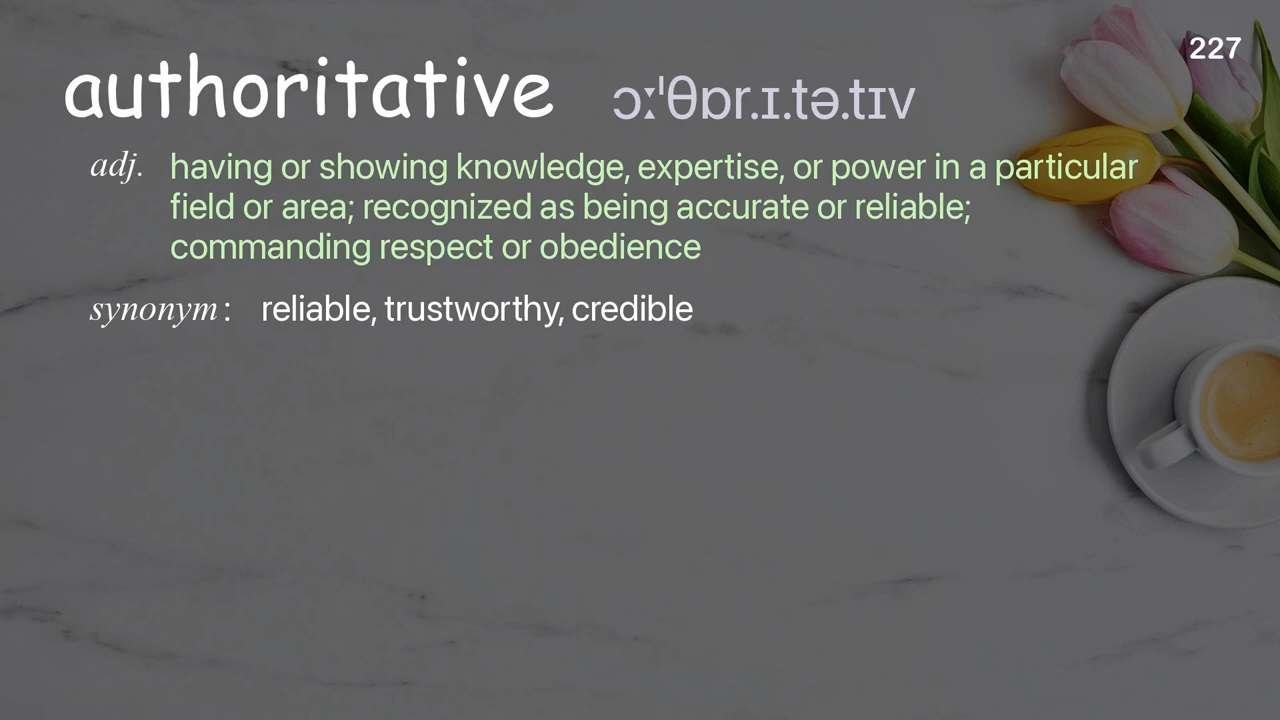 227
authoritative ɔːˈθɒr.ɪ.tə.tɪv
adj. having or showing knowledge, expertise, or power in a particular
field or area; recognized as being accurate or reliable;
commanding respect or obedience
synonym: reliable, trustworthy, credible